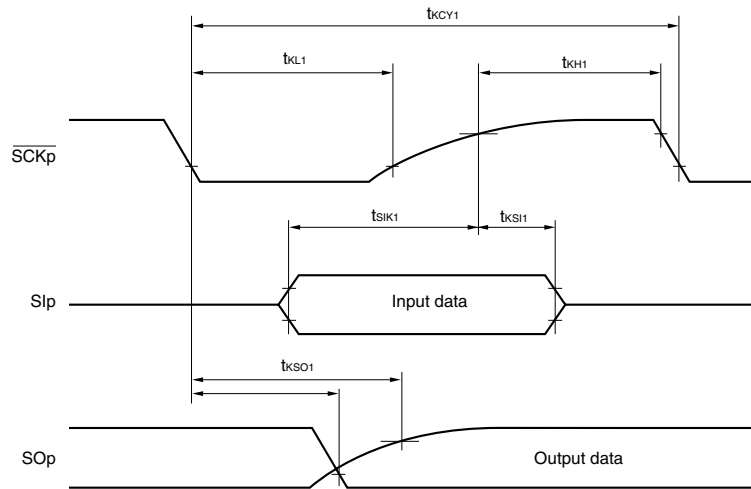 tKCY1
tKL1
tKH1
SCKp
tSIK1
tKSI1
SIp
Input data
tKSO1
SOp
Output data